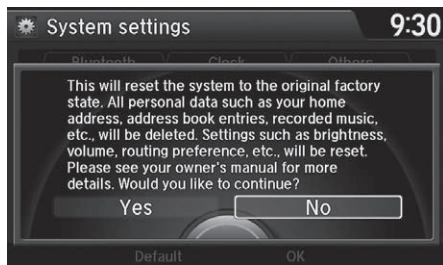 System settings 9:30
Bluetooth Clock Others
This will reset the system to the original factory
state. All personal data such as your home
address, address book entries, recorded music,
etc., will be deleted. Settings such as brightness,
volume, routing preference, etc., will be reset.
Please see your owner's manual for more
details. Would you like to continue?
Yes No
Default OK